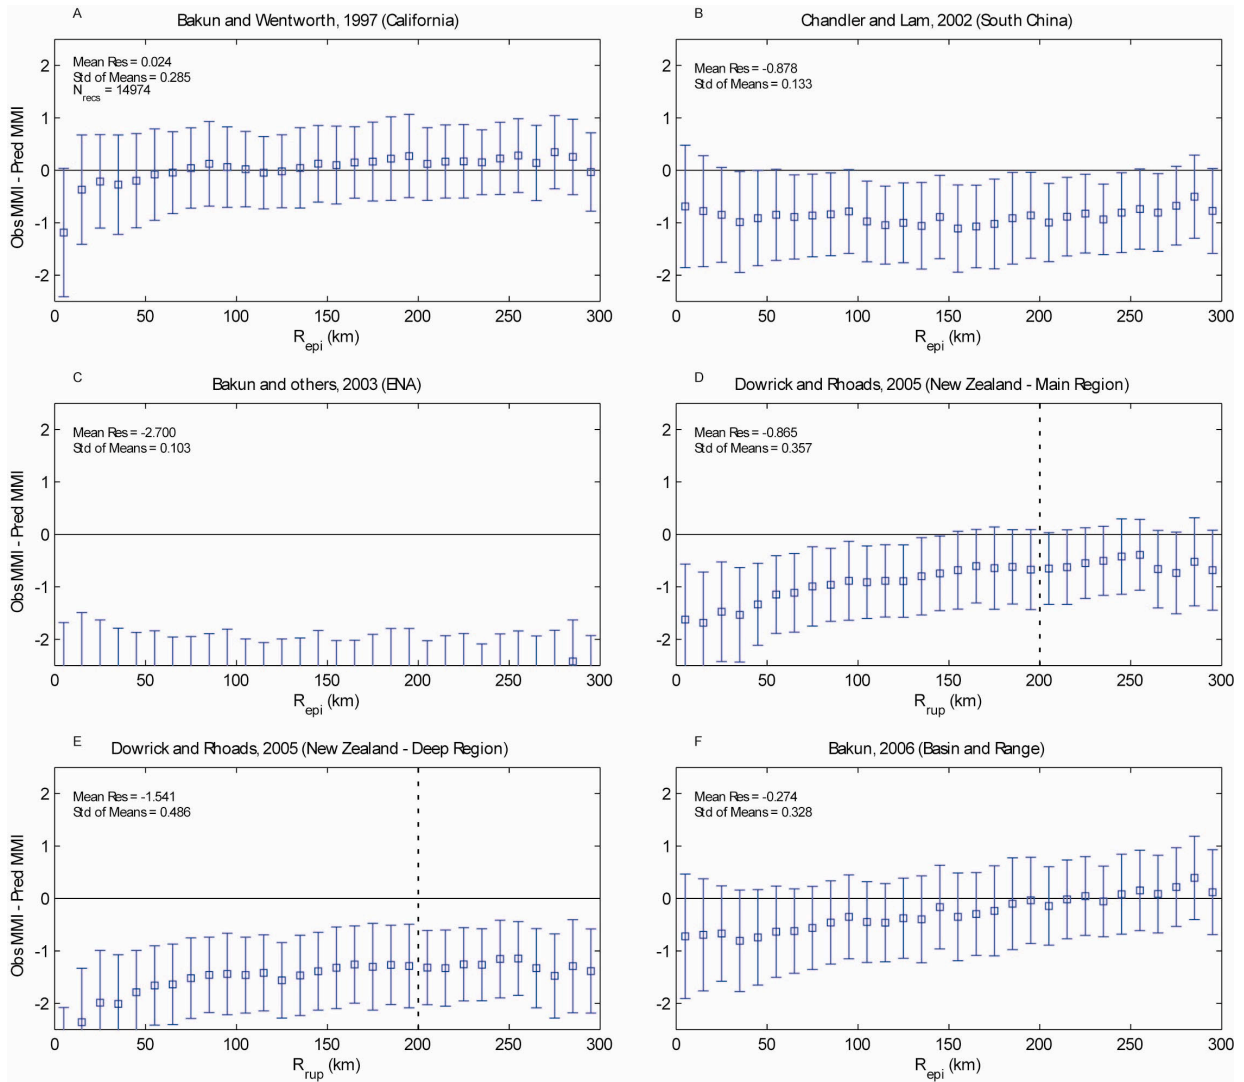 A
Bakun and Wentworth, 1997 (California)
Mean Res = 0.024
Std of Means = 0.285
N recs = 14974
2
1
0
-1
-2
Obs MMI - Pred MMI
0 50 100 150 200 250 300
R epi (km)
B
Chandler and Lam, 2002 (South China)
Mean Res = -0.878
Std of Means = 0.133
2
1
0
-1
-2
0 50 100 150 200 250 300
R epi (km)
C
Bakun and others, 2003 (ENA)
Mean Res = -2.700
Std of Means = 0.103
2
1
0
-1
-2
Obs MMI - Pred MMI
0 50 100 150 200 250 300
R epi (km)
D
Dowrick and Rhoads, 2005 (New Zealand - Main Region)
Mean Res = -0.865
Std of Means = 0.357
2
1
0
-1
-2
0 50 100 150 200 250 300
R rup (km)
E
Dowrick and Rhoads, 2005 (New Zealand - Deep Region)
Mean Res = -1.541
Std of Means = 0.486
2
1
0
-1
-2
Obs MMI - Pred MMI
0 50 100 150 200 250 300
R rup (km)
F
Bakun, 2006 (Basin and Range)
Mean Res = -0.274
Std of Means = 0.328
2
1
0
-1
-2
0 50 100 150 200 250 300
R epi (km)